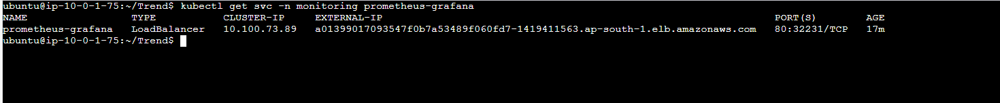 ubuntu@ip-10-0-1-75:~/Trend$ kubectl get svc -n monitoring prometheus-grafana
NAME TYPE CLUSTER-IP EXTERNAL-IP PORT(S) AGE
prometheus-grafana LoadBalancer 10.100.73.89 a01399017093547f0b7a53489f060fd7-1419411563.ap-south-1.elb.amazonaws.com 80:32231/TCP 17m
ubuntu@ip-10-0-1-75:~/Trend$